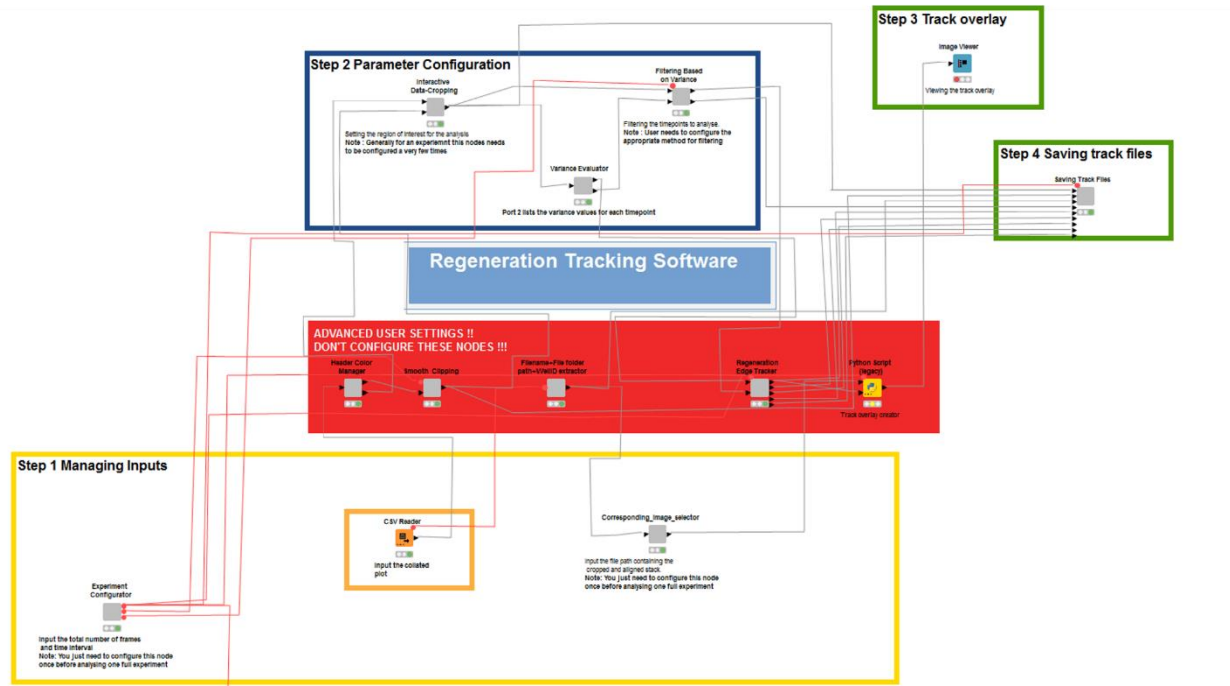 Step 3 Track overlay
Image Viewer
Viewing the track overlay
Step 2 Parameter Configuration
Interactive
Data-Cropping
Setting the region of interest for the analysis
Note : Generally for an experiemnt this nodes needs
to be configured a very few times
Filtering Based
on Variance
Filtering the timepoints to analyse.
Note : User needs to configure the
appropriate method for filtering
Variance Evaluator
Port 2 lists the variance values for each timepoint
Step 4 Saving track files
Saving Track Files
Regeneration Tracking Software
ADVANCED USER SETTINGS !!
DON'T CONFIGURE THESE NODES !!!
Header Color
Manager
Smooth_Clipping
Filename~File folder
path~WellID extractor
Regeneration
Edge Tracker
Python Script
(legacy)
Track overlay creator
Step 1 Managing Inputs
CSV Reader
Input the collated
plot
Corresponding_Image_selector
Input the file path containing the
cropped and aligned stack.
Note: You just need to configure this node
once before analysing one full experiment
Experiment
Configurator
Input the total number of frames
and time interval
Note: You just need to configure this node
once before analysing one full experiment